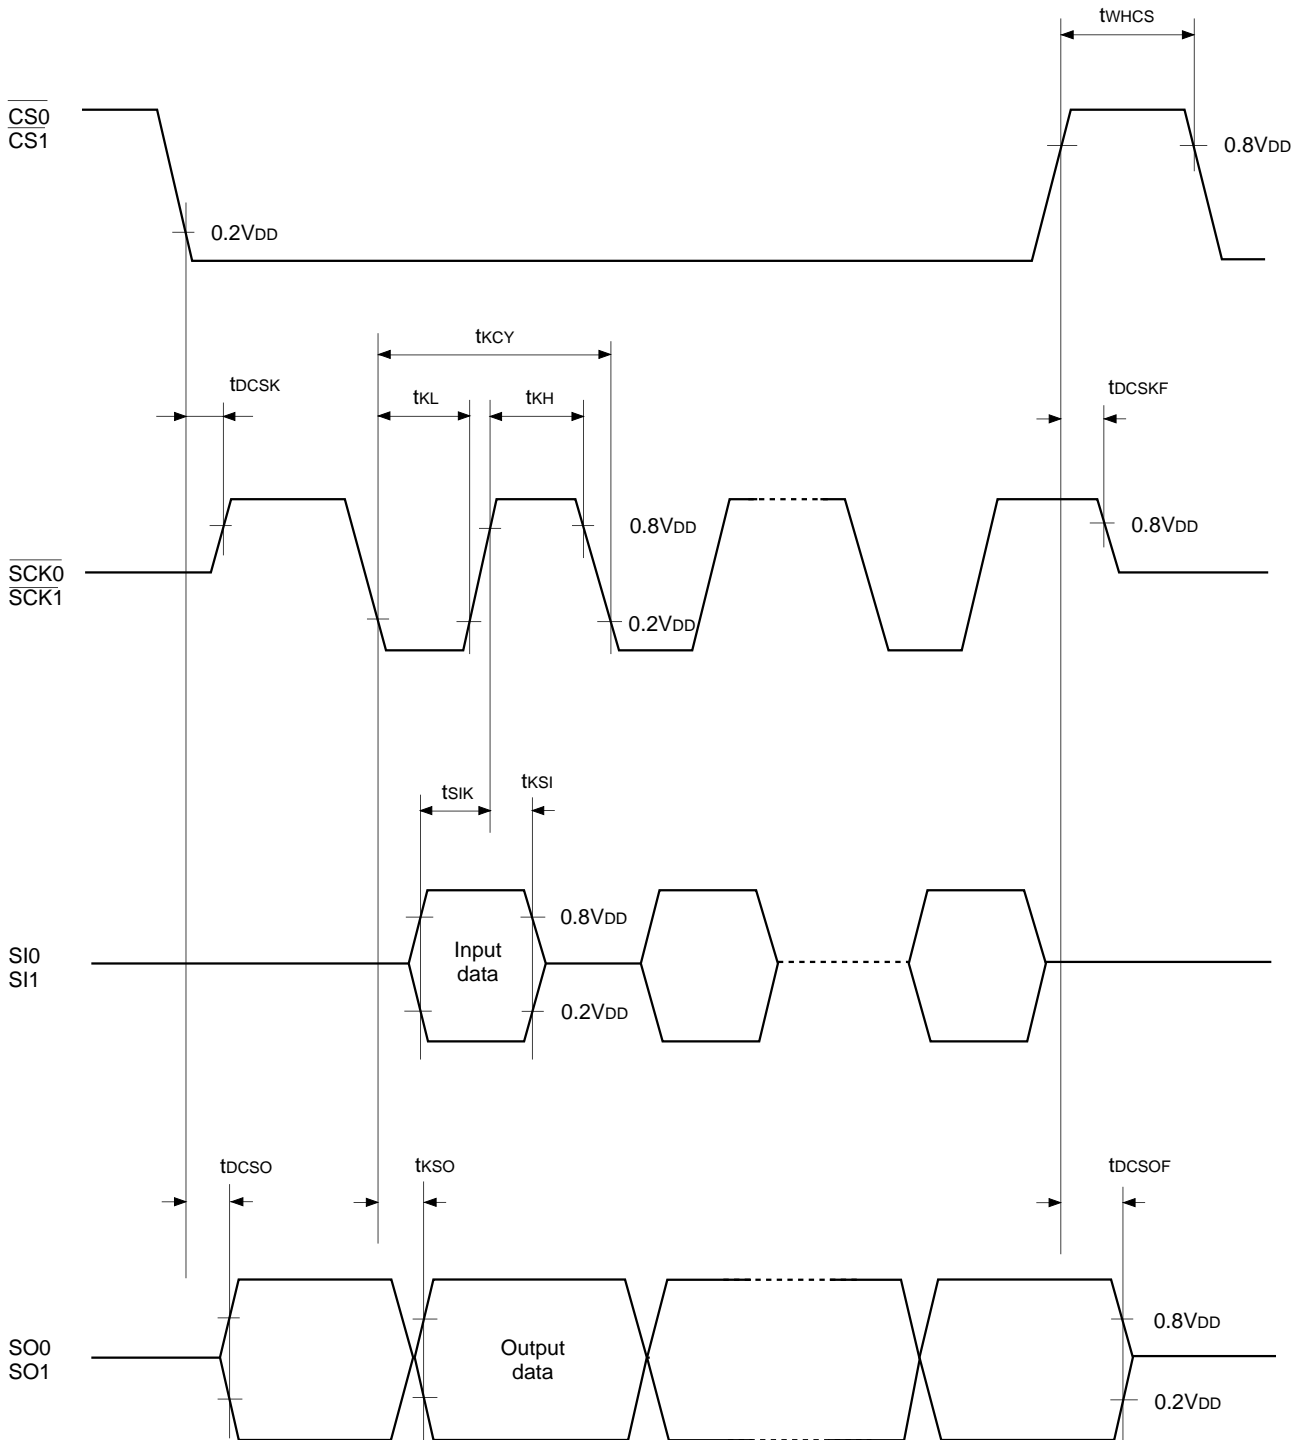 tWHCS
CS0
CS1
0.8VDD
0.2VDD
tKCY
tDCSK
tKL
tKH
tDCSKF
0.8VDD
0.8VDD
SCK0
SCK1
0.2VDD
tSIK
tKSI
0.8VDD
SI0
SI1
Input
data
0.2VDD
tDCSO
tKSO
tDCSOF
0.8VDD
SO0
SO1
Output
data
0.2VDD